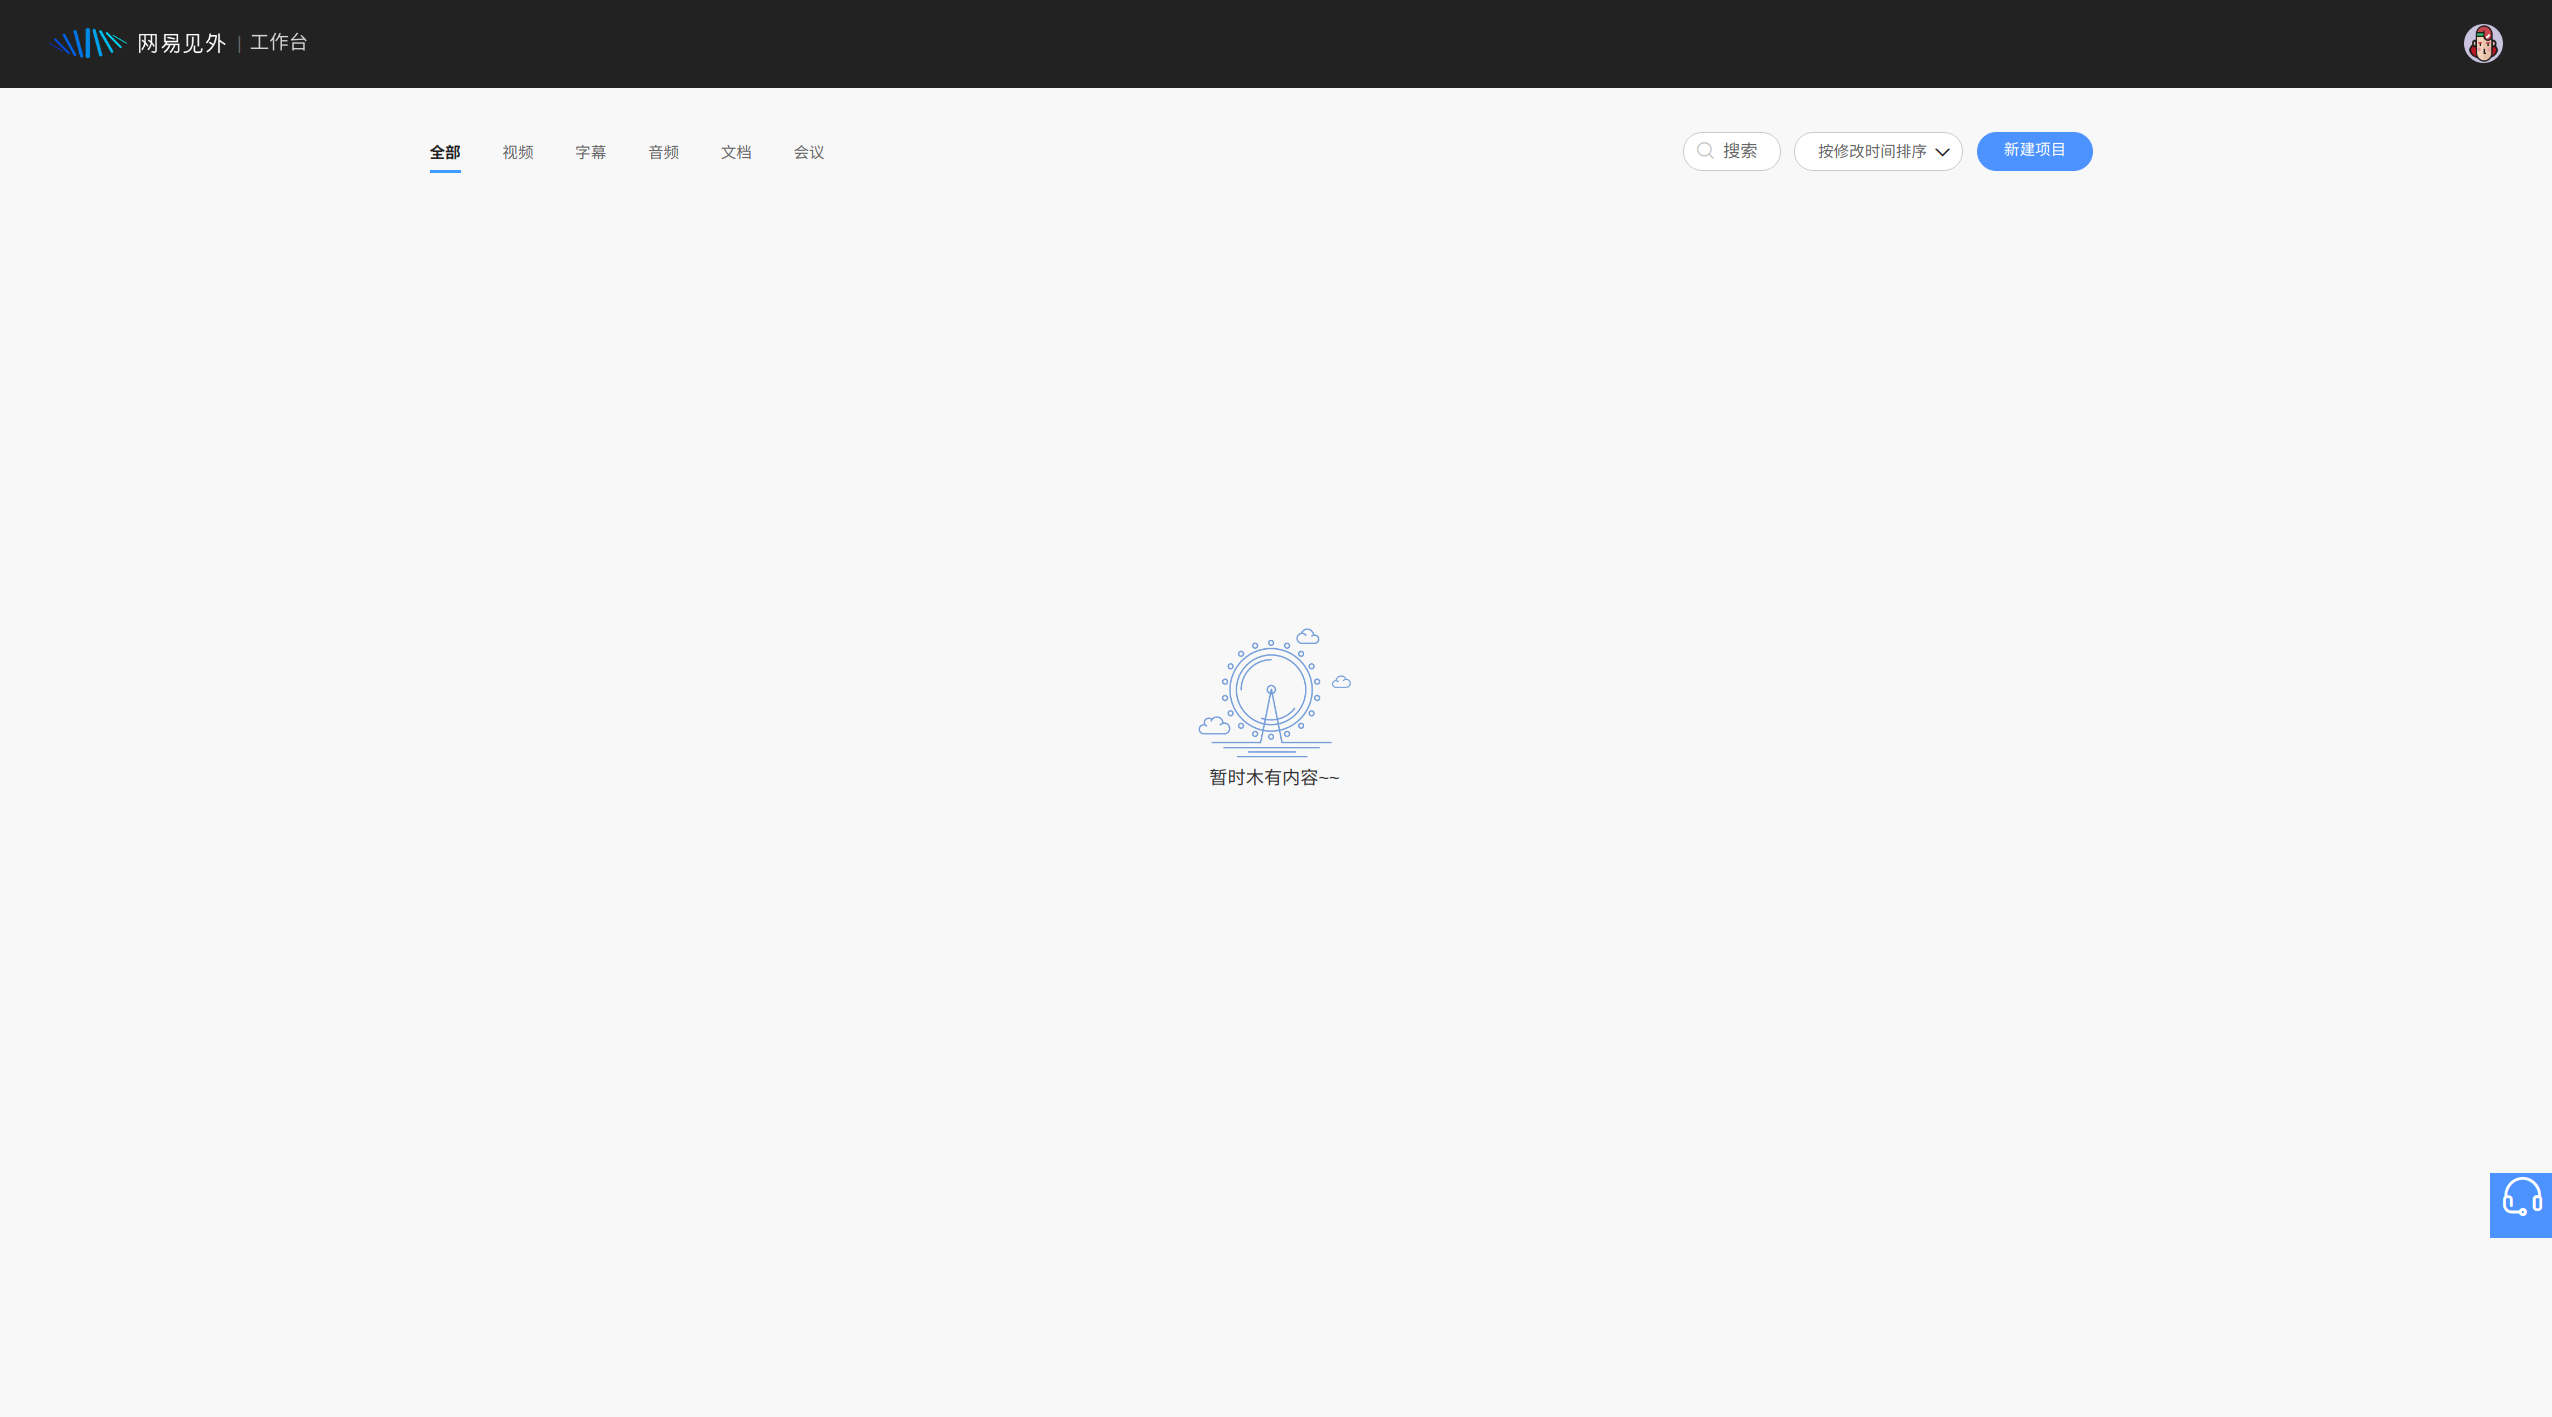 网易见外 | 工作台
全部 视频 字幕 音频 文档 会议 搜索 按修改时间排序 新建项目
暂时木有内容~~